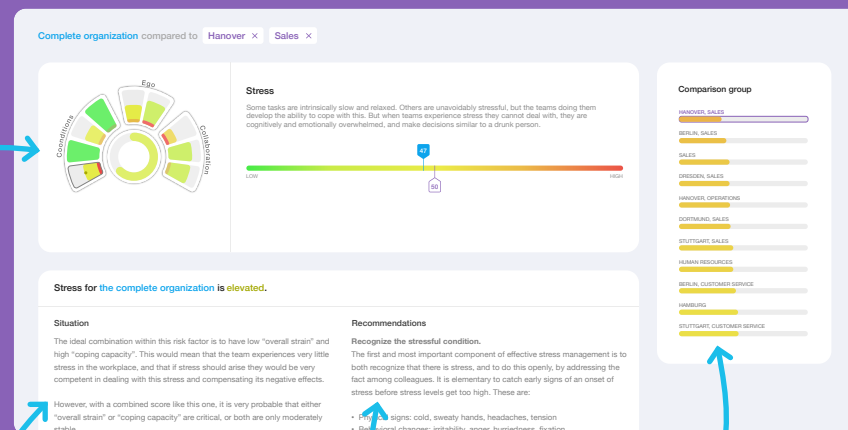 Complete organization compared to Hanover × Sales ×
Ego
Coonditions
Collaboration
Stress
Some tasks are intrinsically slow and relaxed. Others are unavoidably stressful, but the teams doing them
develop the ability to cope with this. But when teams experience stress they cannot deal with, they are
cognitively and emotionally overwhelmed, and make decisions similar to a drunk person.
47
LOW
HIGH
50
Comparison group
HANOVER, SALES
BERLIN, SALES
SALES
DRESDEN, SALES
HANOVER, OPERATIONS
DORTMUND, SALES
STUTTGART, SALES
HUMAN RESOURCES
BERLIN, CUSTOMER SERVICE
HAMBURG
STUTTGART, CUSTOMER SERVICE
Stress for the complete organization is elevated.
Situation
The ideal combination within this risk factor is to have low “overall strain” and
high “coping capacity”. This would mean that the team experiences very little
stress in the workplace, and that if stress should arise they would be very
competent in dealing with this stress and compensating its negative effects.
However, with a combined score like this one, it is very probable that either
“overall strain” or “coping capacity” are critical, or both are only moderately
stable.
Recommendations
Recognize the stressful condition.
The first and most important component of effective stress management is to
both recognize that there is stress, and to do this openly, by addressing the
fact among colleagues. It is elementary to catch early signs of an onset of
stress before stress levels get too high. These are:
• Physical signs: cold, sweaty hands, headaches, tension
• Behavioral changes: irritability, anger, hurriedness, fixation